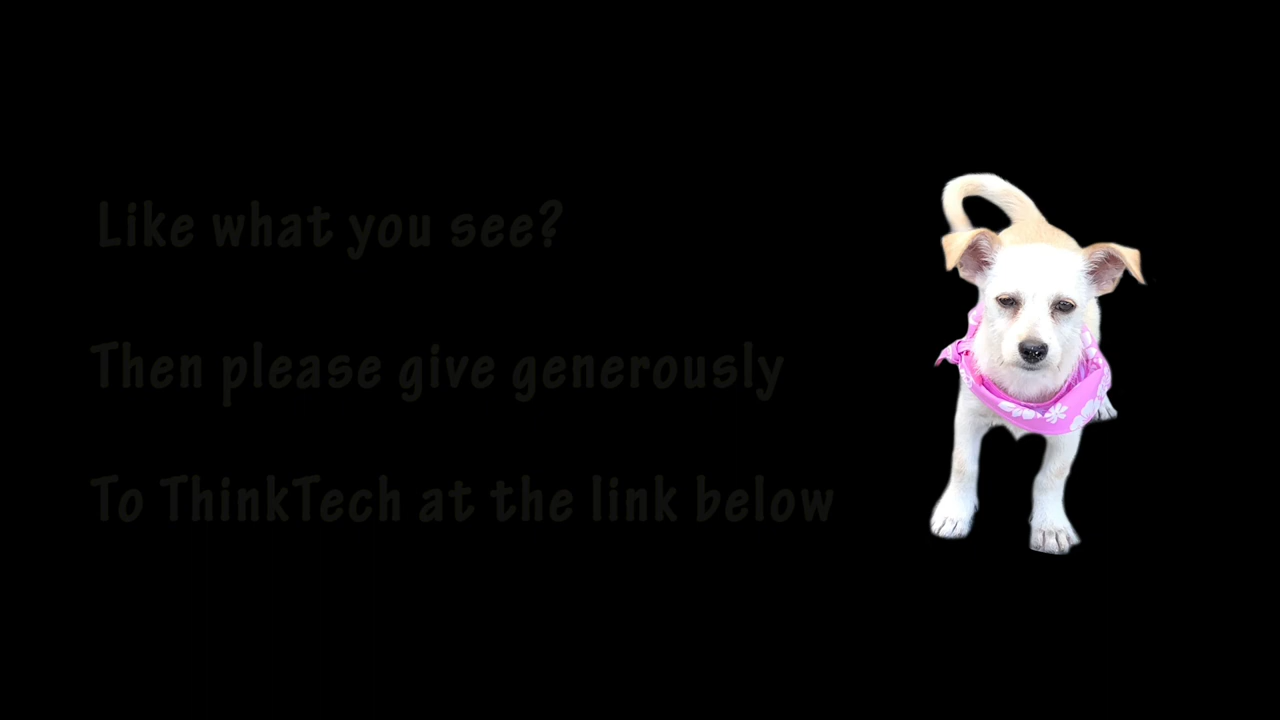 Like what you see?
Then please give generously
To ThinkTech at the link below